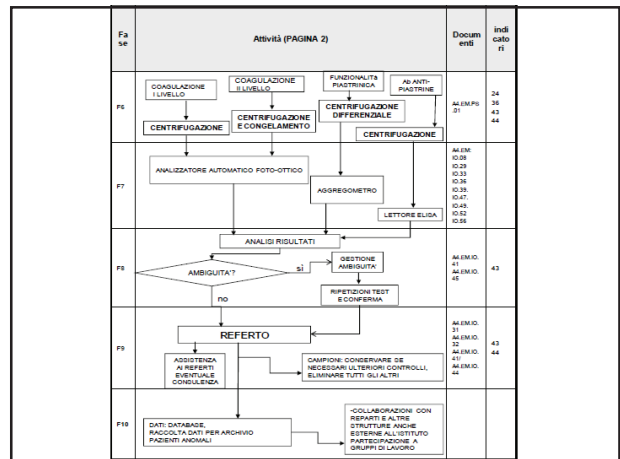 Fa
se
Attività (PAGINA 2)
Docum
enti
indi
cato
ri
F6
COAGULAZIONE
I LIVELLO
COAGULAZIONE
II LIVELLO
FUNZIONALITà
PIASTRINICA
Ab ANTI-
PIASTRINE
CENTRIFUGAZIONE
CENTRIFUGAZIONE
E CONGELAMENTO
CENTRIFUGAZIONE
DIFFERENZIALE
CENTRIFUGAZIONE
A4.EM.PG
.01
24
36
43
44
F7
ANALIZZATORE AUTOMATICO FOTO-OTTICO
AGGREGOMETRO
LETTORE ELISA
A4.EM:
IO.08
IO.29
IO.33
IO.36
IO.39.
IO.47.
IO.49.
IO.52
IO.56
F8
ANALISI RISULTATI
AMBIGUITA'?
si
no
GESTIONE
AMBIGUITA'
RIPETIZIONI TEST
E CONFERMA
A4.EM.IO.
41
A4.EM.IO.
45
43
F9
REFERTO
ASSISTENZA
AI REFERTI
EVENTUALE
CONSULENZA
CAMPIONI: CONSERVARE SE
NECESSARI ULTERIORI CONTROLLI,
ELIMINARE TUTTI GLI ALTRI
A4.EM.IO.
31
A4.EM.IO.
32
A4.EM.IO.
41/
A4.EM.IO.
44
43
44
F10
DATI: DATABASE,
RACCOLTA DATI PER ARCHIVIO
PAZIENTI ANOMALI
-COLLABORAZIONI CON
REPARTI E ALTRE
STRUTTURE ANCHE
ESTERNE ALL'ISTITUTO
PARTECIPAZIONE A
GRUPPI DI LAVORO